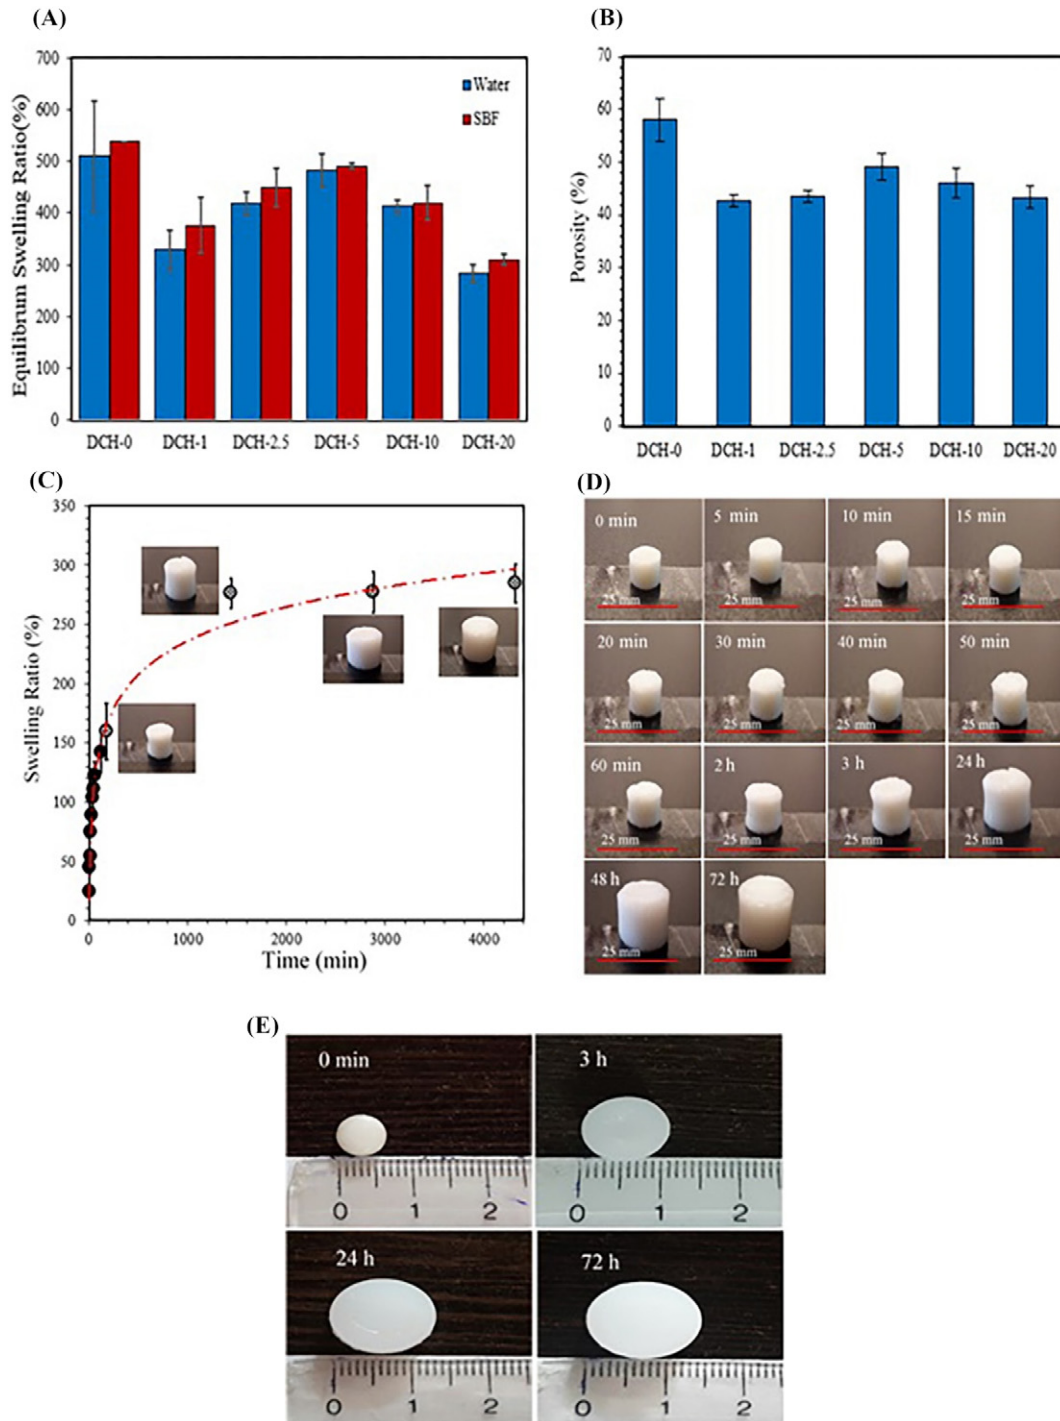 (A)
Equilibrum Swelling Ratio(%)
700
600
500
400
300
200
100
0
Water
SBF
DCH-0 DCH-1 DCH-2.5 DCH-5 DCH-10 DCH-20
(B)
Porosity (%)
70
60
50
40
30
20
10
0
DCH-0 DCH-1 DCH-2.5 DCH-5 DCH-10 DCH-20
(C)
Swelling Ratio (%)
350
300
250
200
150
100
50
0
0 1000 2000 3000 4000
Time (min)
(D)
0 min 5 min 10 min 15 min
25 mm 25 mm 25 mm 25 mm
20 min 30 min 40 min 50 min
25 mm 25 mm 25 mm 25 mm
60 min 2 h 3 h 24 h
25 mm 25 mm 25 mm 25 mm
48 h 72 h
25 mm 25 mm
(E)
0 min 3 h
0 1 2 0 1 2
24 h 72 h
0 1 2 0 1 2